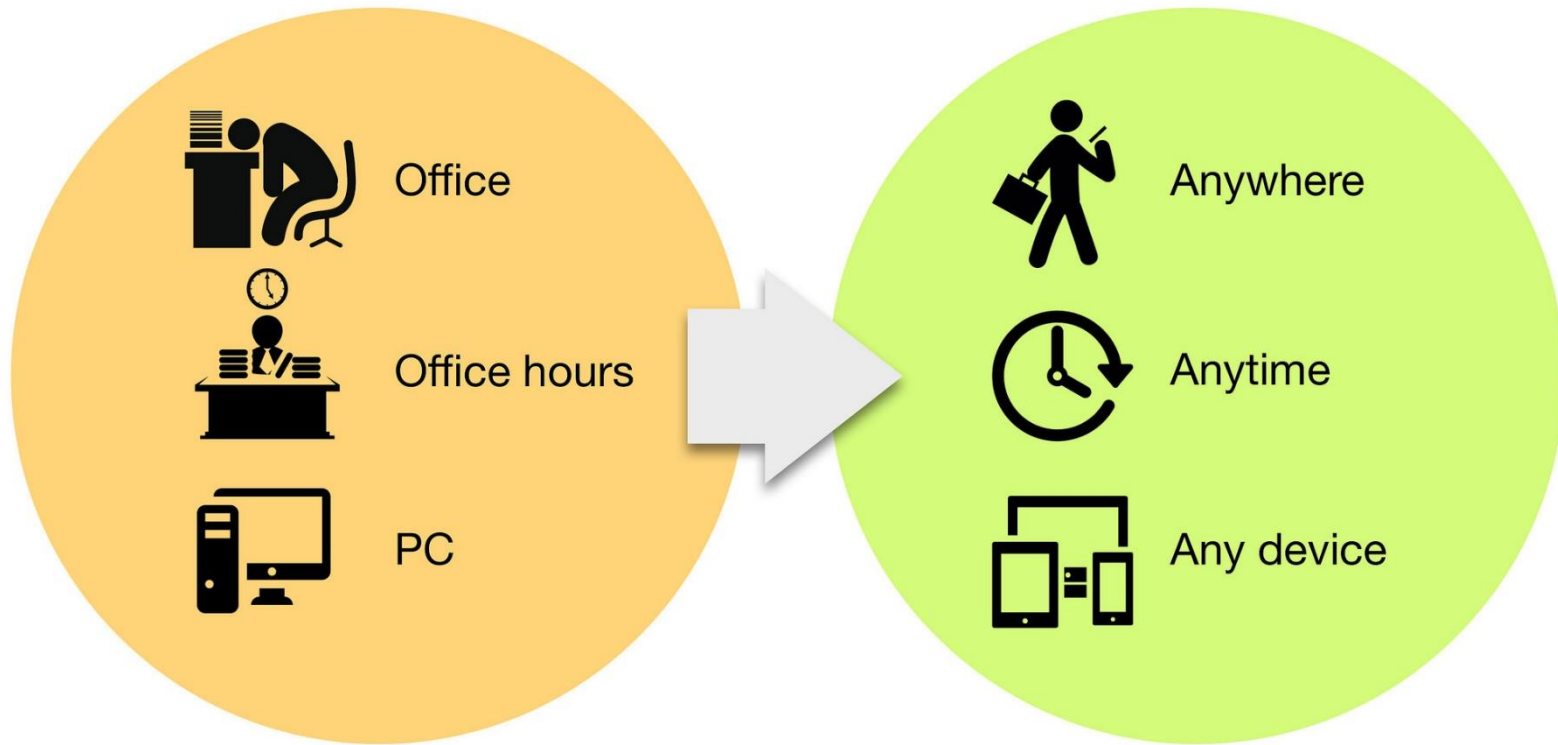 Office
Office hours
PC
Anywhere
Anytime
Any device